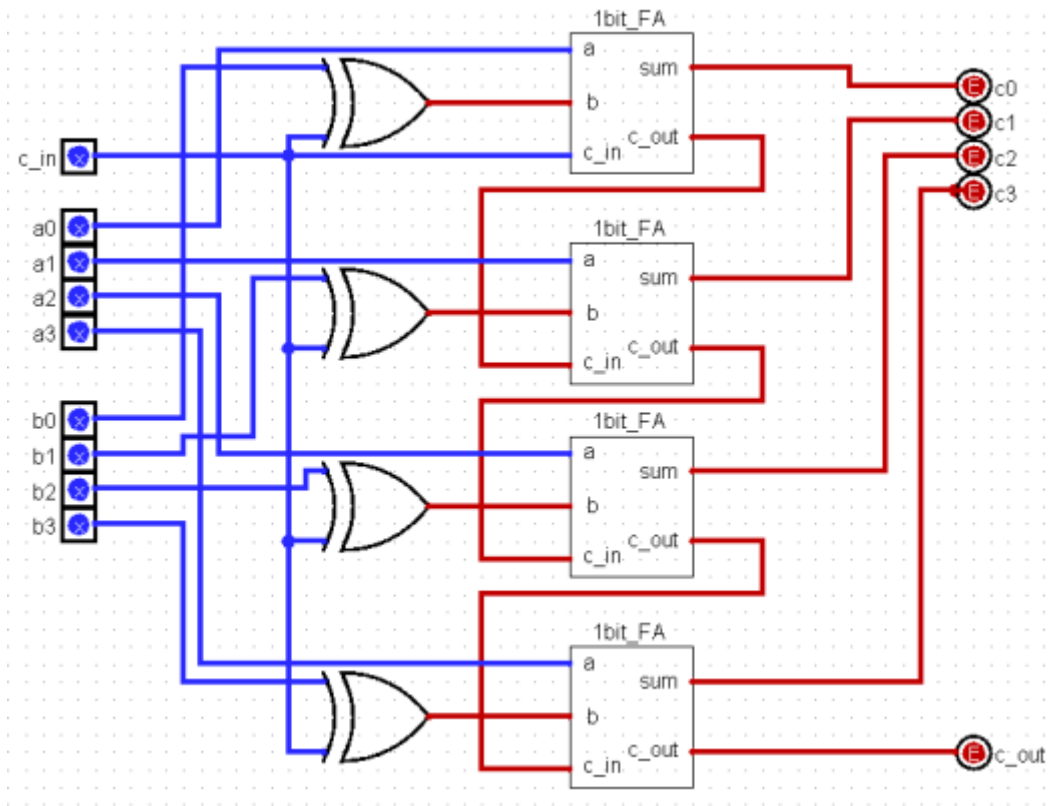 1bit_FA
a
sum
b
c_out
c_in
c_in
x
E c0
E c1
E c2
E c3
a0 x
a1 x
a2 x
a3 x
1bit_FA
a
sum
b
c_out
c_in
b0 x
b1 x
b2 x
b3 x
1bit_FA
a
sum
b
c_out
c_in
1bit_FA
a
sum
b
c_out
c_in
E c_out